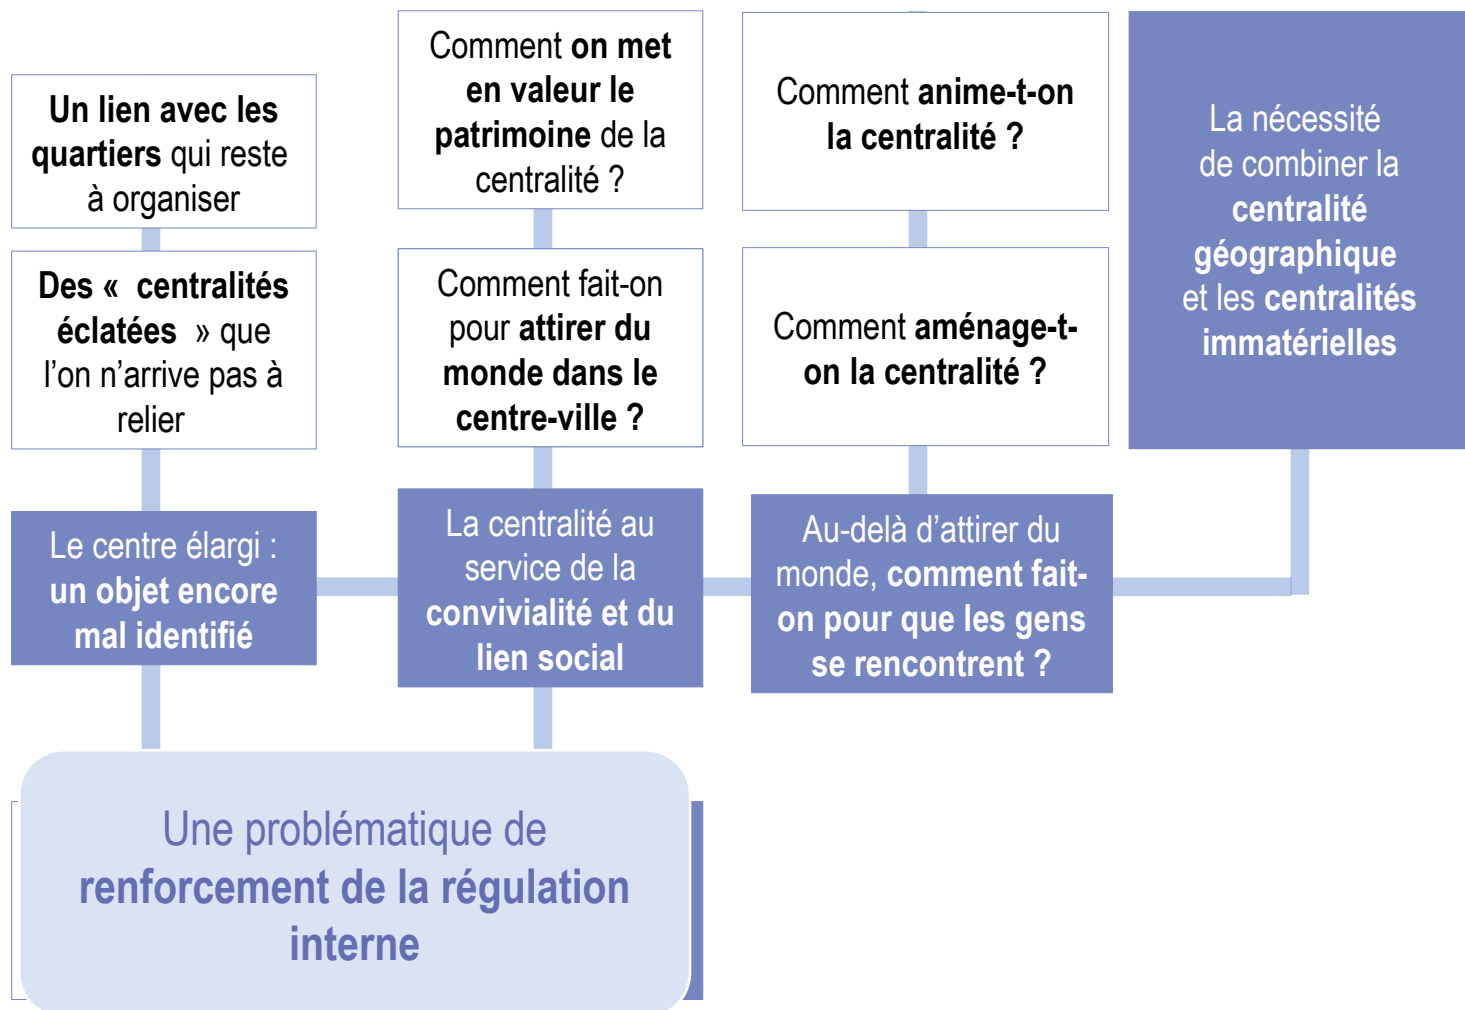 Un lien avec les
quartiers qui reste
à organiser
Des « centralités
éclatées » que
l’on n’arrive pas à
relier
Le centre élargi :
un objet encore
mal identifié
Comment on met
en valeur le
patrimoine de la
centralité ?
Comment fait-on
pour attirer du
monde dans le
centre-ville ?
La centralité au
service de la
convivialité et du
lien social
Comment anime-t-on
la centralité ?
Comment aménage-t-
on la centralité ?
Au-delà d’attirer du
monde, comment fait-
on pour que les gens
se rencontrent ?
La nécessité
de combiner la
centralité
géographique
et les centralités
immatérielles
Une problématique de
renforcement de la régulation
interne